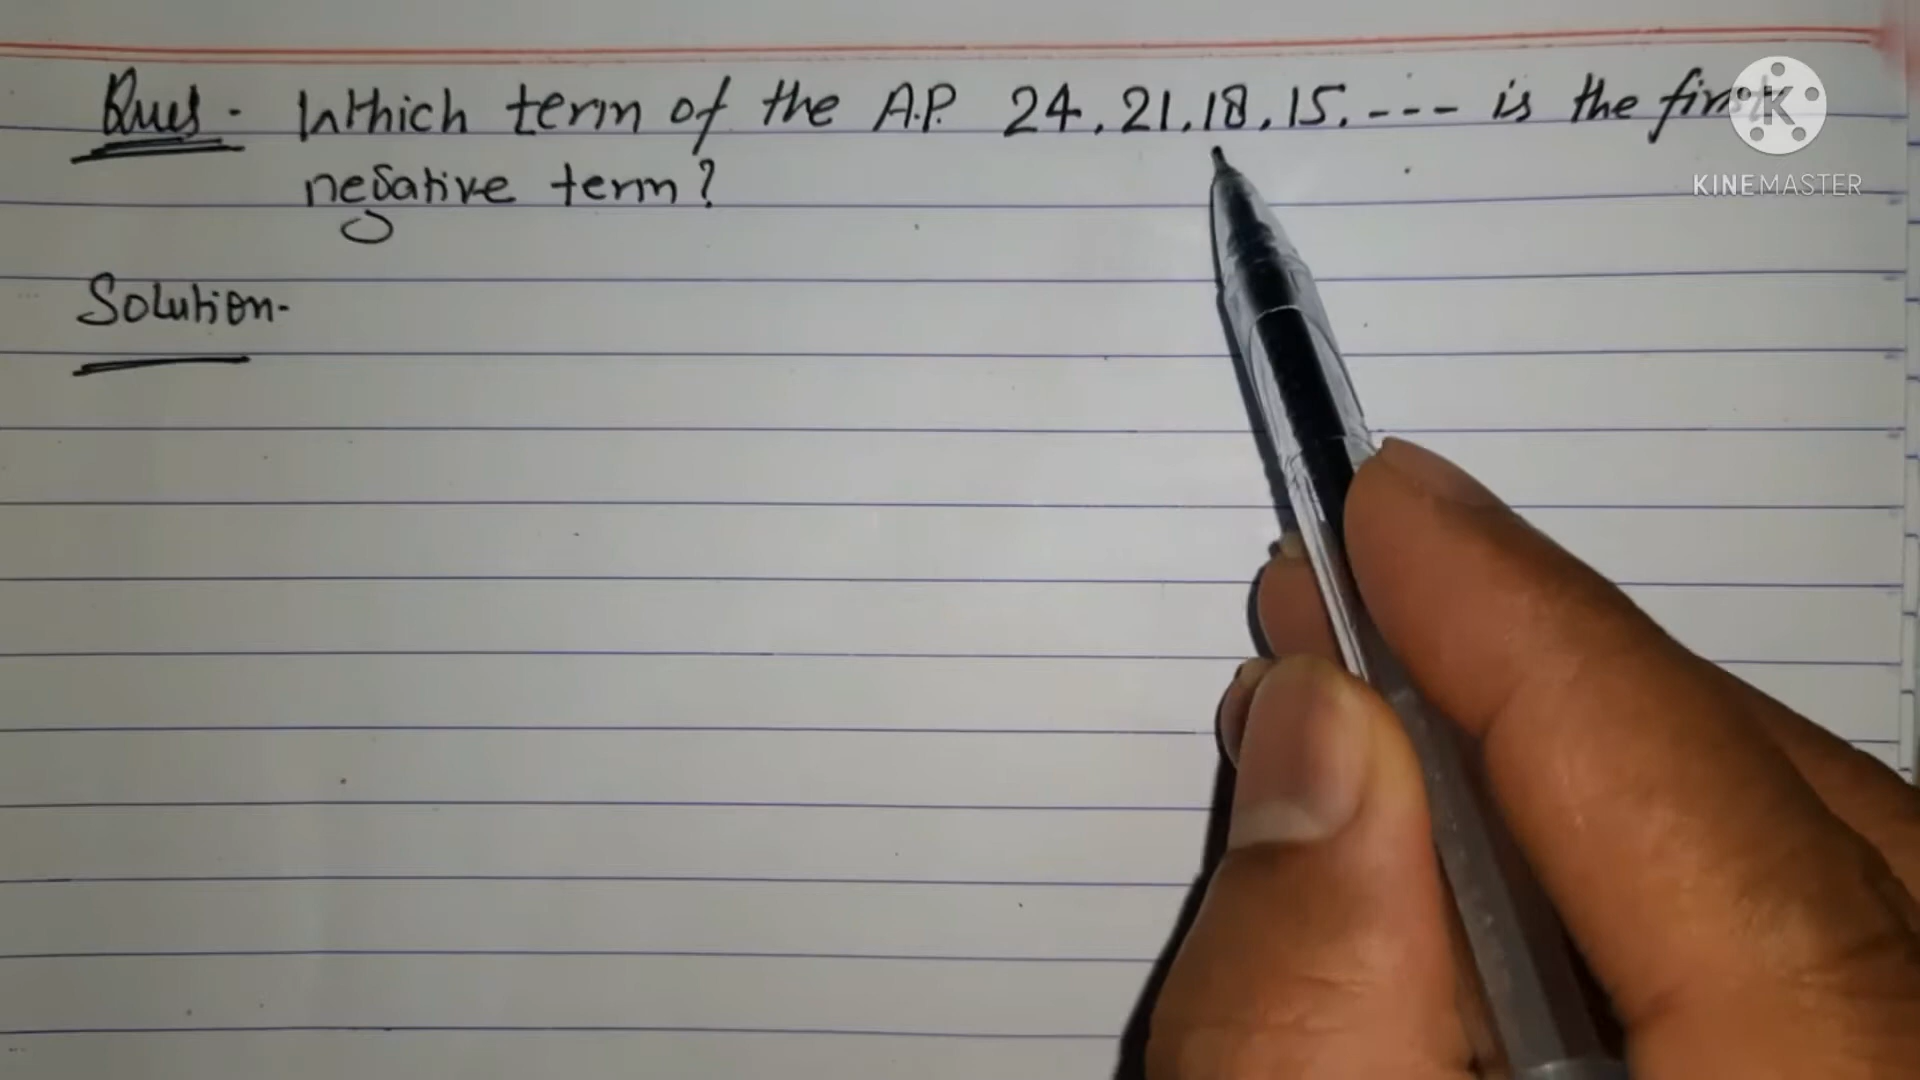 Ques - Which term of the A.P. 24, 21, 18, 15, --- is the first
negative term?
Solution-
KINEMASTER